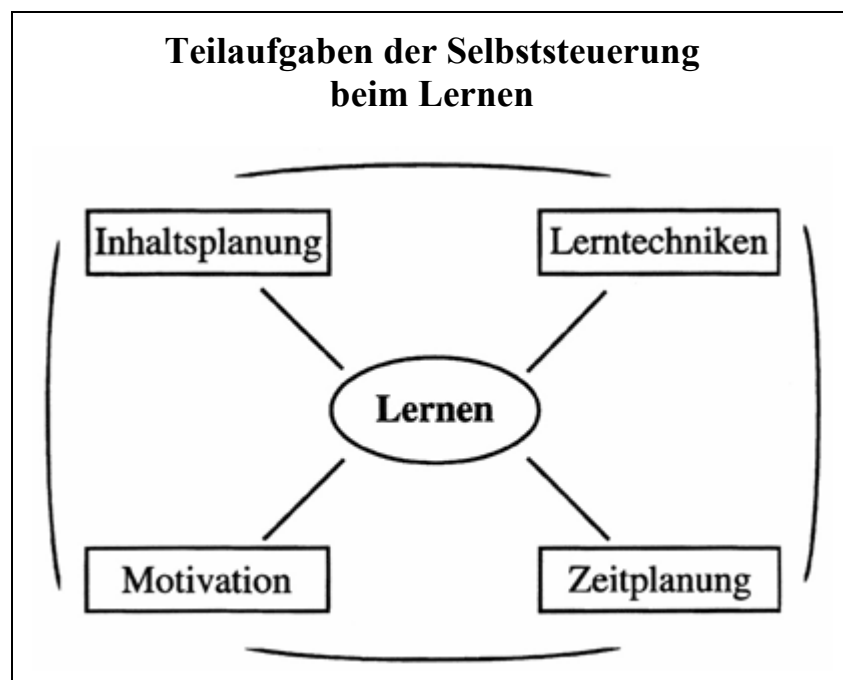 Teilaufgaben der Selbststeuerung
beim Lernen
Inhaltsplanung
Lerntechniken
Lernen
Motivation
Zeitplanung